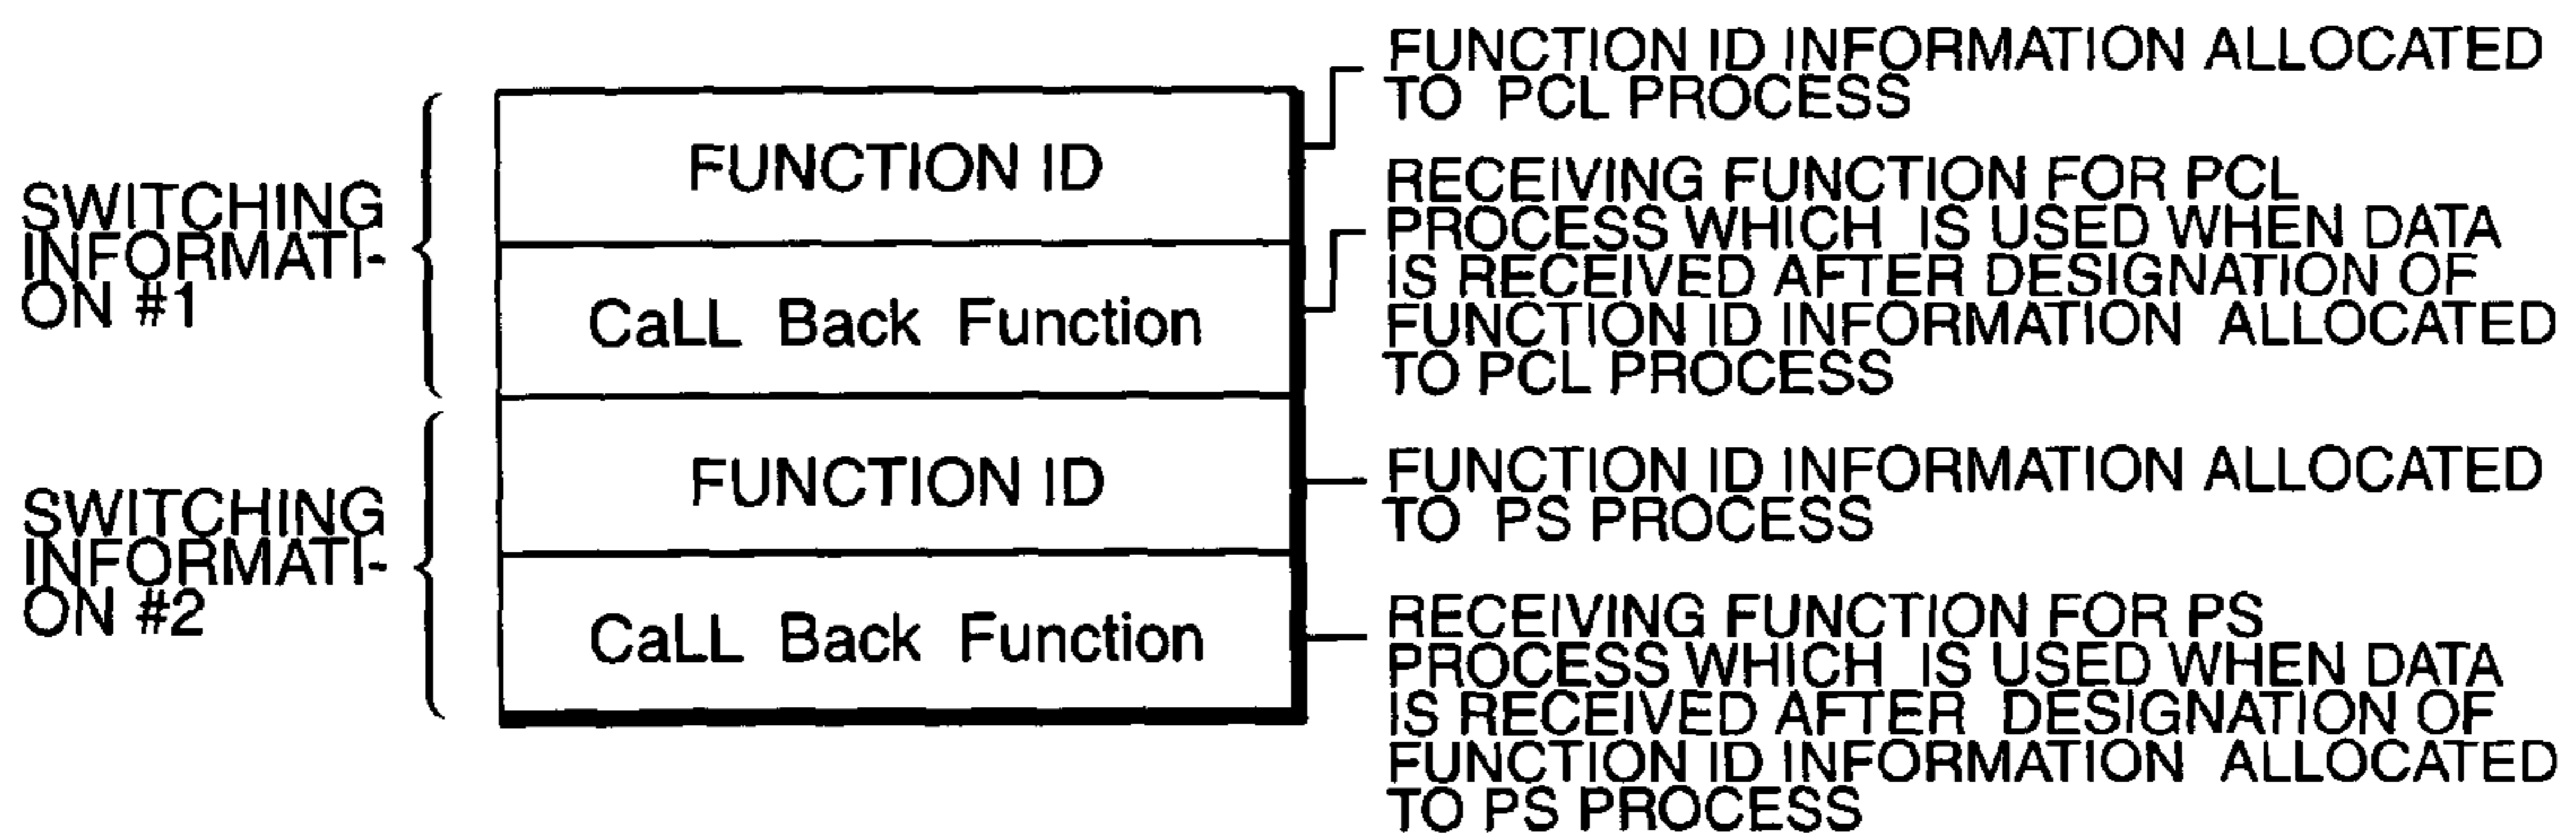 SWITCHING
INFORMATI-
ON #1
FUNCTION ID
CaLL Back Function
FUNCTION ID INFORMATION ALLOCATED
TO PCL PROCESS
RECEIVING FUNCTION FOR PCL
PROCESS WHICH IS USED WHEN DATA
IS RECEIVED AFTER DESIGNATION OF
FUNCTION ID INFORMATION ALLOCATED
TO PCL PROCESS
SWITCHING
INFORMATI-
ON #2
FUNCTION ID
CaLL Back Function
FUNCTION ID INFORMATION ALLOCATED
TO PS PROCESS
RECEIVING FUNCTION FOR PS
PROCESS WHICH IS USED WHEN DATA
IS RECEIVED AFTER DESIGNATION OF
FUNCTION ID INFORMATION ALLOCATED
TO PS PROCESS